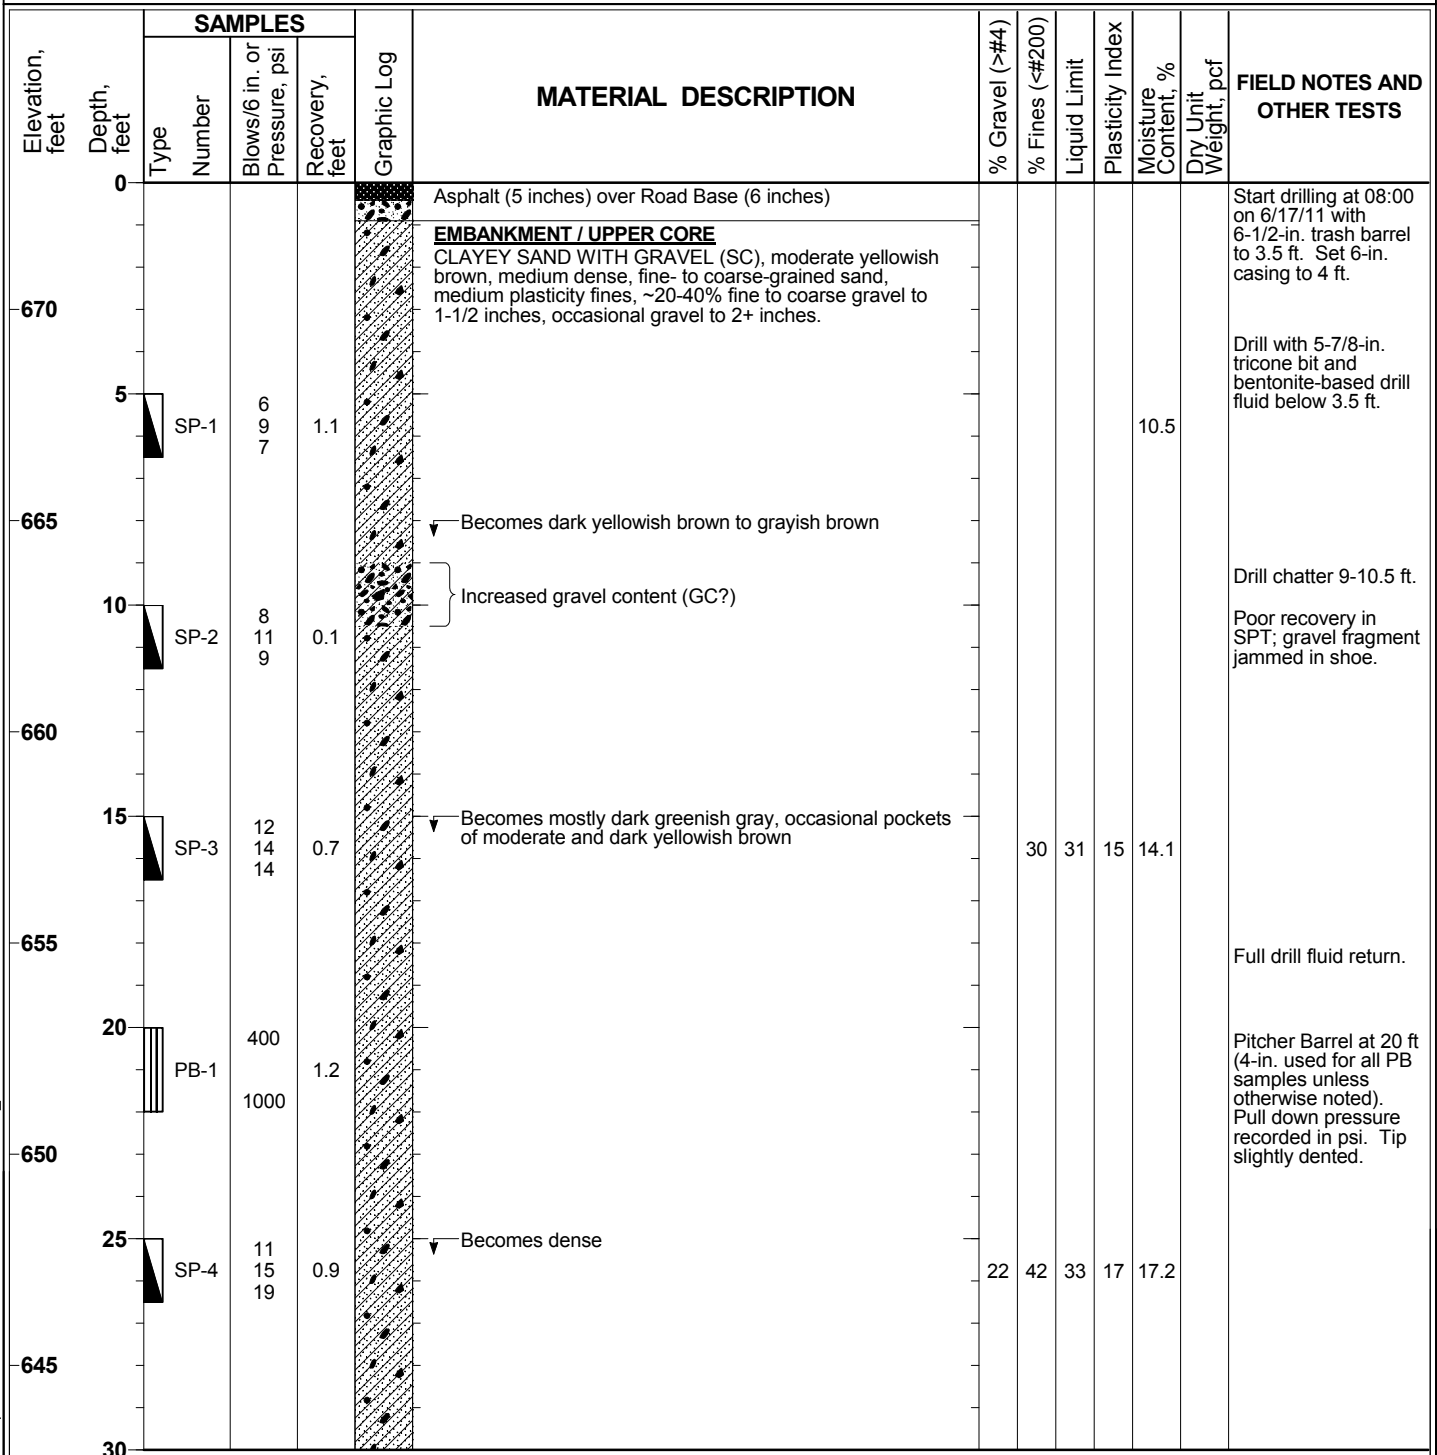 SAMPLES
Elevation, feet
Depth, feet
Type
Number
Blows/6 in. or Pressure, psi
Recovery, feet
Graphic Log
MATERIAL DESCRIPTION
% Gravel (>#4)
% Fines (<#200)
Liquid Limit
Plasticity Index
Moisture Content, %
Dry Unit Weight, pcf
FIELD NOTES AND
OTHER TESTS
0
Asphalt (5 inches) over Road Base (6 inches)
Start drilling at 08:00
on 6/17/11 with
6-1/2-in. trash barrel
to 3.5 ft. Set 6-in.
casing to 4 ft.
EMBANKMENT / UPPER CORE
CLAYEY SAND WITH GRAVEL (SC), moderate yellowish
brown, medium dense, fine- to coarse-grained sand,
medium plasticity fines, ~20-40% fine to coarse gravel to
1-1/2 inches, occasional gravel to 2+ inches.
670
Drill with 5-7/8-in.
tricone bit and
bentonite-based drill
fluid below 3.5 ft.
5
SP-1
6
9
7
1.1
10.5
665
Becomes dark yellowish brown to grayish brown
Drill chatter 9-10.5 ft.
Increased gravel content (GC?)
10
SP-2
8
11
9
0.1
Poor recovery in
SPT; gravel fragment
jammed in shoe.
660
15
Becomes mostly dark greenish gray, occasional pockets
of moderate and dark yellowish brown
SP-3
12
14
14
0.7
30 31 15 14.1
655
Full drill fluid return.
20
PB-1
400
1000
1.2
Pitcher Barrel at 20 ft
(4-in. used for all PB
samples unless
otherwise noted).
Pull down pressure
recorded in psi. Tip
slightly dented.
650
25
Becomes dense
SP-4
11
15
19
0.9
22 42 33 17 17.2
645
30